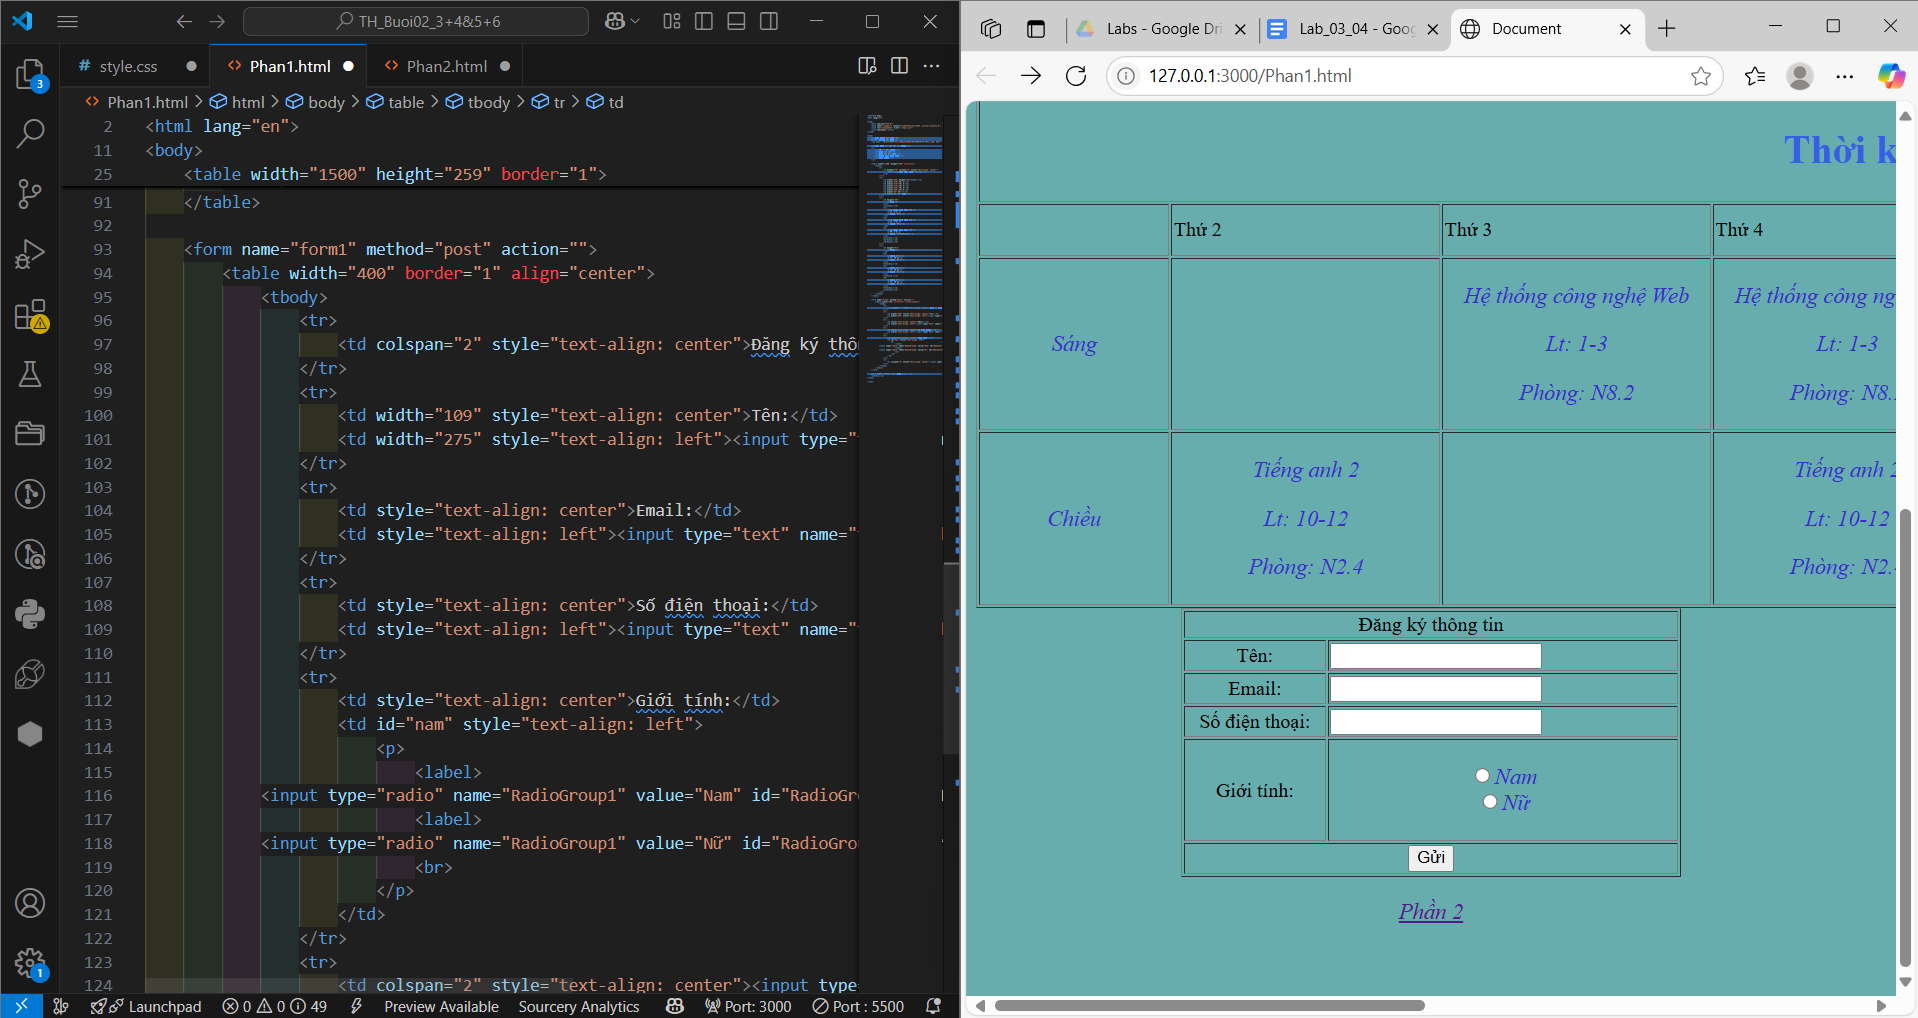 TH_Buoi02_3+4&5+6
style.css
Phan1.html
Phan2.html
Phan1.html > html > body > table > tbody > tr > td
2 <html lang="en">
11 <body>
25 <table width="1500" height="259" border="1">
91 </table>
92
93 <form name="form1" method="post" action="">
94 <table width="400" border="1" align="center">
95 <tbody>
96 <tr>
97 <td colspan="2" style="text-align: center">Đăng ký thôn
98 </tr>
99 <tr>
100 <td width="109" style="text-align: center">Tên:</td>
101 <td width="275" style="text-align: left"><input type="
102 </tr>
103 <tr>
104 <td style="text-align: center">Email:</td>
105 <td style="text-align: left"><input type="text" name="
106 </tr>
107 <tr>
108 <td style="text-align: center">Số điện thoại:</td>
109 <td style="text-align: left"><input type="text" name="
110 </tr>
111 <tr>
112 <td style="text-align: center">Giới tính:</td>
113 <td id="nam" style="text-align: left">
114 <p>
115 <label>
116 <input type="radio" name="RadioGroup1" value="Nam" id="RadioGr
117 <label>
118 <input type="radio" name="RadioGroup1" value="Nữ" id="RadioGro
119 <br>
120 </p>
121 </td>
122 </tr>
123 <tr>
124 <td colspan="2" style="text-align: center"><input type=
3
1
Launchpad
0 0 49
Preview Available
Sourcery Analytics
Port: 3000
Port : 5500
Labs - Google Dri
Lab_03_04 - Goog
Document
127.0.0.1:3000/Phan1.html
Thời k
Thứ 2
Thứ 3
Thứ 4
Sáng
Hệ thống công nghệ Web
Lt: 1-3
Phòng: N8.2
Hệ thống công ng
Lt: 1-3
Phòng: N8.
Chiều
Tiếng anh 2
Lt: 10-12
Phòng: N2.4
Tiếng anh 2
Lt: 10-12
Phòng: N2.
Đăng ký thông tin
Tên:
Email:
Số điện thoại:
Giới tính:
Nam
Nữ
Gửi
Phần 2